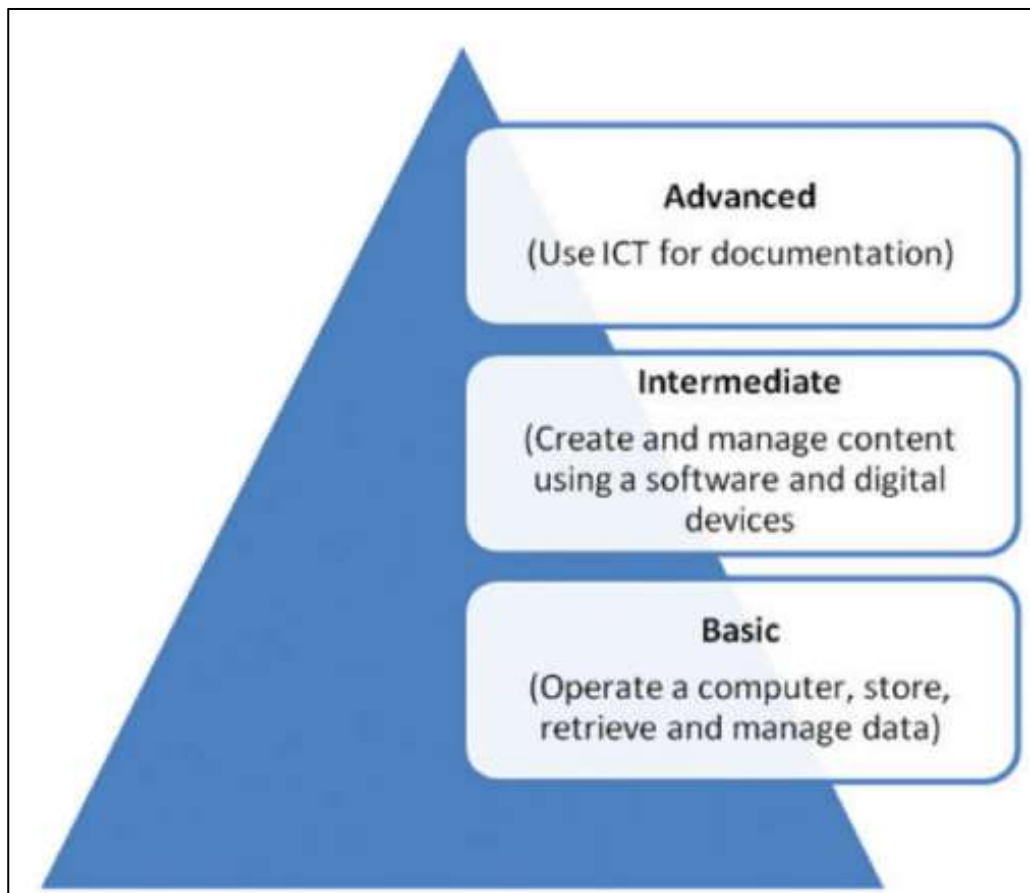 Advanced
(Use ICT for documentation)
Intermediate
(Create and manage content
using a software and digital
devices
Basic
(Operate a computer, store,
retrieve and manage data)